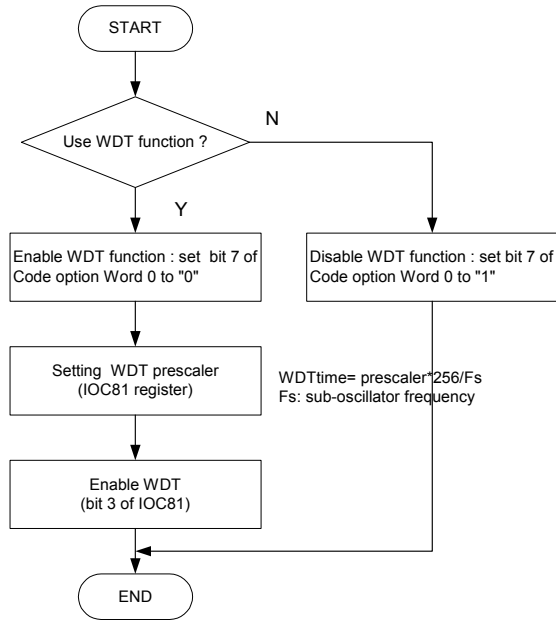 START
N
Use WDT function ?
Y
Enable WDT function : set bit 7 of
Code option Word 0 to "0"
Disable WDT function : set bit 7 of
Code option Word 0 to "1"
Setting WDT prescaler
(IOC81 register)
WDTtime= prescaler*256/Fs
Fs: sub-oscillator frequency
Enable WDT
(bit 3 of IOC81)
END